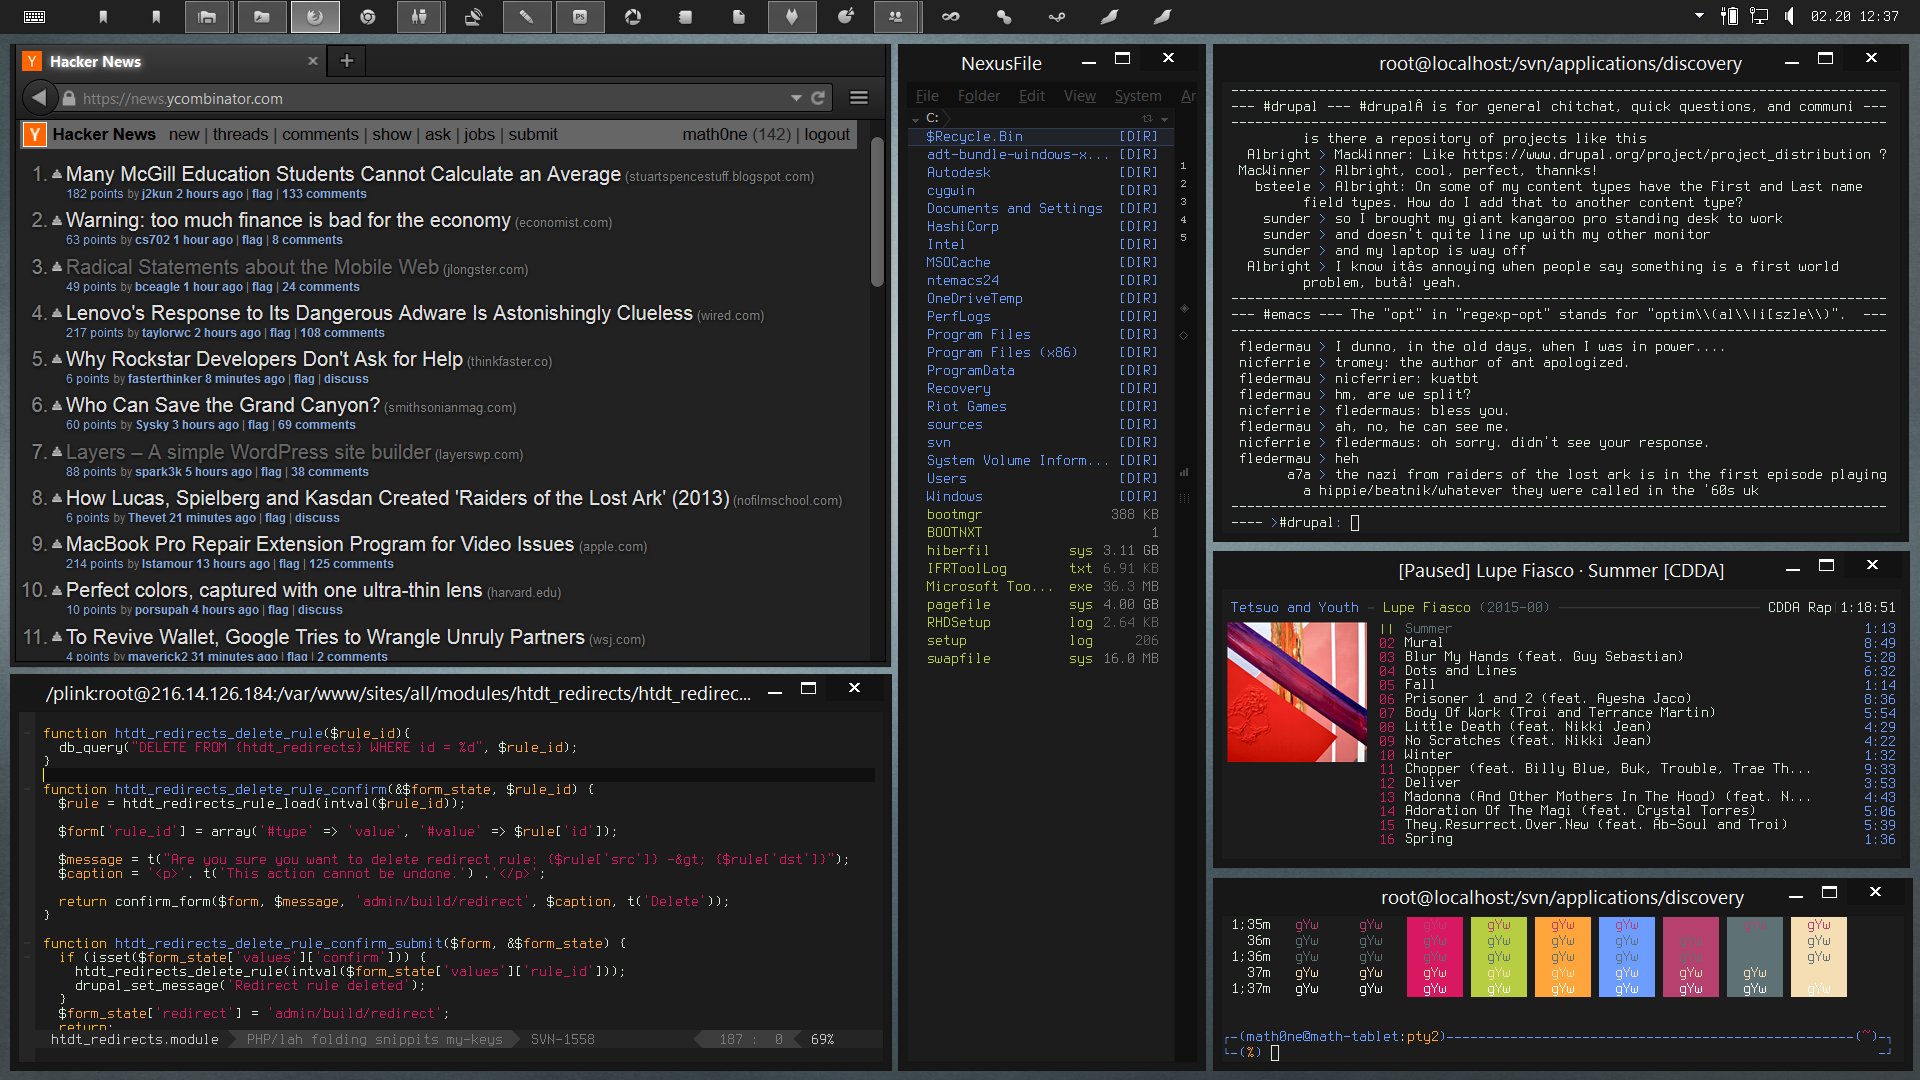 02.20 12:37
Hacker News
https://news.ycombinator.com
Y Hacker News new | threads | comments | show | ask | jobs | submit math0ne (142) | logout
1. Many McGill Education Students Cannot Calculate an Average (stuartspencestuff.blogspot.com)
182 points by j2kun 2 hours ago | flag | 133 comments
2. Warning: too much finance is bad for the economy (economist.com)
63 points by cs702 1 hour ago | flag | 8 comments
3. Radical Statements about the Mobile Web (jlongster.com)
49 points by bceagle 1 hour ago | flag | 24 comments
4. Lenovo's Response to Its Dangerous Adware Is Astonishingly Clueless (wired.com)
217 points by taylorwc 2 hours ago | flag | 108 comments
5. Why Rockstar Developers Don't Ask for Help (thinkfaster.co)
6 points by fasterthinker 8 minutes ago | flag | discuss
6. Who Can Save the Grand Canyon? (smithsonianmag.com)
60 points by Sysky 3 hours ago | flag | 69 comments
7. Layers – A simple WordPress site builder (layerswp.com)
88 points by spark3k 5 hours ago | flag | 38 comments
8. How Lucas, Spielberg and Kasdan Created 'Raiders of the Lost Ark' (2013) (nofilmschool.com)
6 points by Thevet 21 minutes ago | flag | discuss
9. MacBook Pro Repair Extension Program for Video Issues (apple.com)
214 points by lstamour 13 hours ago | flag | 125 comments
10. Perfect colors, captured with one ultra-thin lens (harvard.edu)
10 points by porsupah 4 hours ago | flag | discuss
11. To Revive Wallet, Google Tries to Wrangle Unruly Partners (wsj.com)
4 points by maverick2 31 minutes ago | flag | 2 comments
/plink:root@216.14.126.184:/var/www/sites/all/modules/htdt_redirects/htdt_redirec...
function htdt_redirects_delete_rule($rule_id){
db_query("DELETE FROM {htdt_redirects} WHERE id = %d", $rule_id);
}
function htdt_redirects_delete_rule_confirm(&$form_state, $rule_id) {
$rule = htdt_redirects_rule_load(intval($rule_id));
$form['rule_id'] = array('#type' => 'value', '#value' => $rule['id']);
$message = t("Are you sure you want to delete redirect rule: {$rule['src']} -&gt; {$rule['dst']}");
$caption = '<p>'. t('This action cannot be undone.') .'</p>';
return confirm_form($form, $message, 'admin/build/redirect', $caption, t('Delete'));
}
function htdt_redirects_delete_rule_confirm_submit($form, &$form_state) {
if (isset($form_state['values']['confirm'])) {
htdt_redirects_delete_rule(intval($form_state['values']['rule_id']));
drupal_set_message('Redirect rule deleted');
}
$form_state['redirect'] = 'admin/build/redirect';
return;
htdt_redirects.module PHP/lah folding snippits my-keys SVN-1558 187 : 0 69%
NexusFile
File Folder Edit View System Ar
C:
$Recycle.Bin [DIR]
adt-bundle-windows-x... [DIR]
Autodesk [DIR]
cygwin [DIR]
Documents and Settings [DIR]
HashiCorp [DIR]
Intel [DIR]
MSOCache [DIR]
ntemacs24 [DIR]
OneDriveTemp [DIR]
PerfLogs [DIR]
Program Files [DIR]
Program Files (x86) [DIR]
ProgramData [DIR]
Recovery [DIR]
Riot Games [DIR]
sources [DIR]
svn [DIR]
System Volume Inform... [DIR]
Users [DIR]
Windows [DIR]
bootmgr 388 KB
BOOTNXT 1
hiberfil sys 3.11 GB
IFRToolLog txt 6.91 KB
Microsoft Too... exe 36.3 MB
pagefile sys 4.00 GB
RHDSetup log 2.64 KB
setup log 206
swapfile sys 16.0 MB
1
2
3
4
5
root@localhost:/svn/applications/discovery
--- #drupal --- #drupalÂ is for general chitchat, quick questions, and communi ---
is there a repository of projects like this
Albright > MacWinner: Like https://www.drupal.org/project/project_distribution ?
MacWinner > Albright, cool, perfect, thannks!
bsteele > Albright: On some of my content types have the First and Last name
field types. How do I add that to another content type?
sunder > so I brought my giant kangaroo pro standing desk to work
sunder > and doesn't quite line up with my other monitor
sunder > and my laptop is way off
Albright > I know itâs annoying when people say something is a first world
problem, butâ¦ yeah.
--- #emacs --- The "opt" in "regexp-opt" stands for "optim\\(al\\|i[sz]e\\)". ---
fledermau > I dunno, in the old days, when I was in power....
nicferrie > tromey: the author of ant apologized.
fledermau > nicferrier: kuatbt
fledermau > hm, are we split?
nicferrie > fledermaus: bless you.
fledermau > ah, no, he can see me.
nicferrie > fledermaus: oh sorry. didn't see your response.
fledermau > heh
a7a > the nazi from raiders of the lost ark is in the first episode playing
a hippie/beatnik/whatever they were called in the '60s uk
---- >#drupal:
[Paused] Lupe Fiasco · Summer [CDDA]
Tetsuo and Youth - Lupe Fiasco (2015-00) CDDA Rap 1:18:51
|| Summer 1:13
02 Mural 8:49
03 Blur My Hands (feat. Guy Sebastian) 5:28
04 Dots and Lines 6:32
05 Fall 1:14
06 Prisoner 1 and 2 (feat. Ayesha Jaco) 8:36
07 Body Of Work (Troi and Terrance Martin) 5:54
08 Little Death (feat. Nikki Jean) 4:29
09 No Scratches (feat. Nikki Jean) 4:22
10 Winter 1:32
11 Chopper (feat. Billy Blue, Buk, Trouble, Trae Th... 9:33
12 Deliver 3:53
13 Madonna (And Other Mothers In The Hood) (feat. N... 4:43
14 Adoration Of The Magi (feat. Crystal Torres) 5:06
15 They.Resurrect.Over.New (feat. Ab-Soul and Troi) 5:39
16 Spring 1:36
root@localhost:/svn/applications/discovery
1;35m gYw gYw gYw gYw gYw gYw gYw gYw gYw
36m gYw gYw gYw gYw gYw gYw gYw gYw gYw
1;36m gYw gYw gYw gYw gYw gYw gYw gYw gYw
37m gYw gYw gYw gYw gYw gYw gYw gYw gYw
1;37m gYw gYw gYw gYw gYw gYw gYw gYw gYw
(math0ne@math-tablet:pty2) (~)
(%)